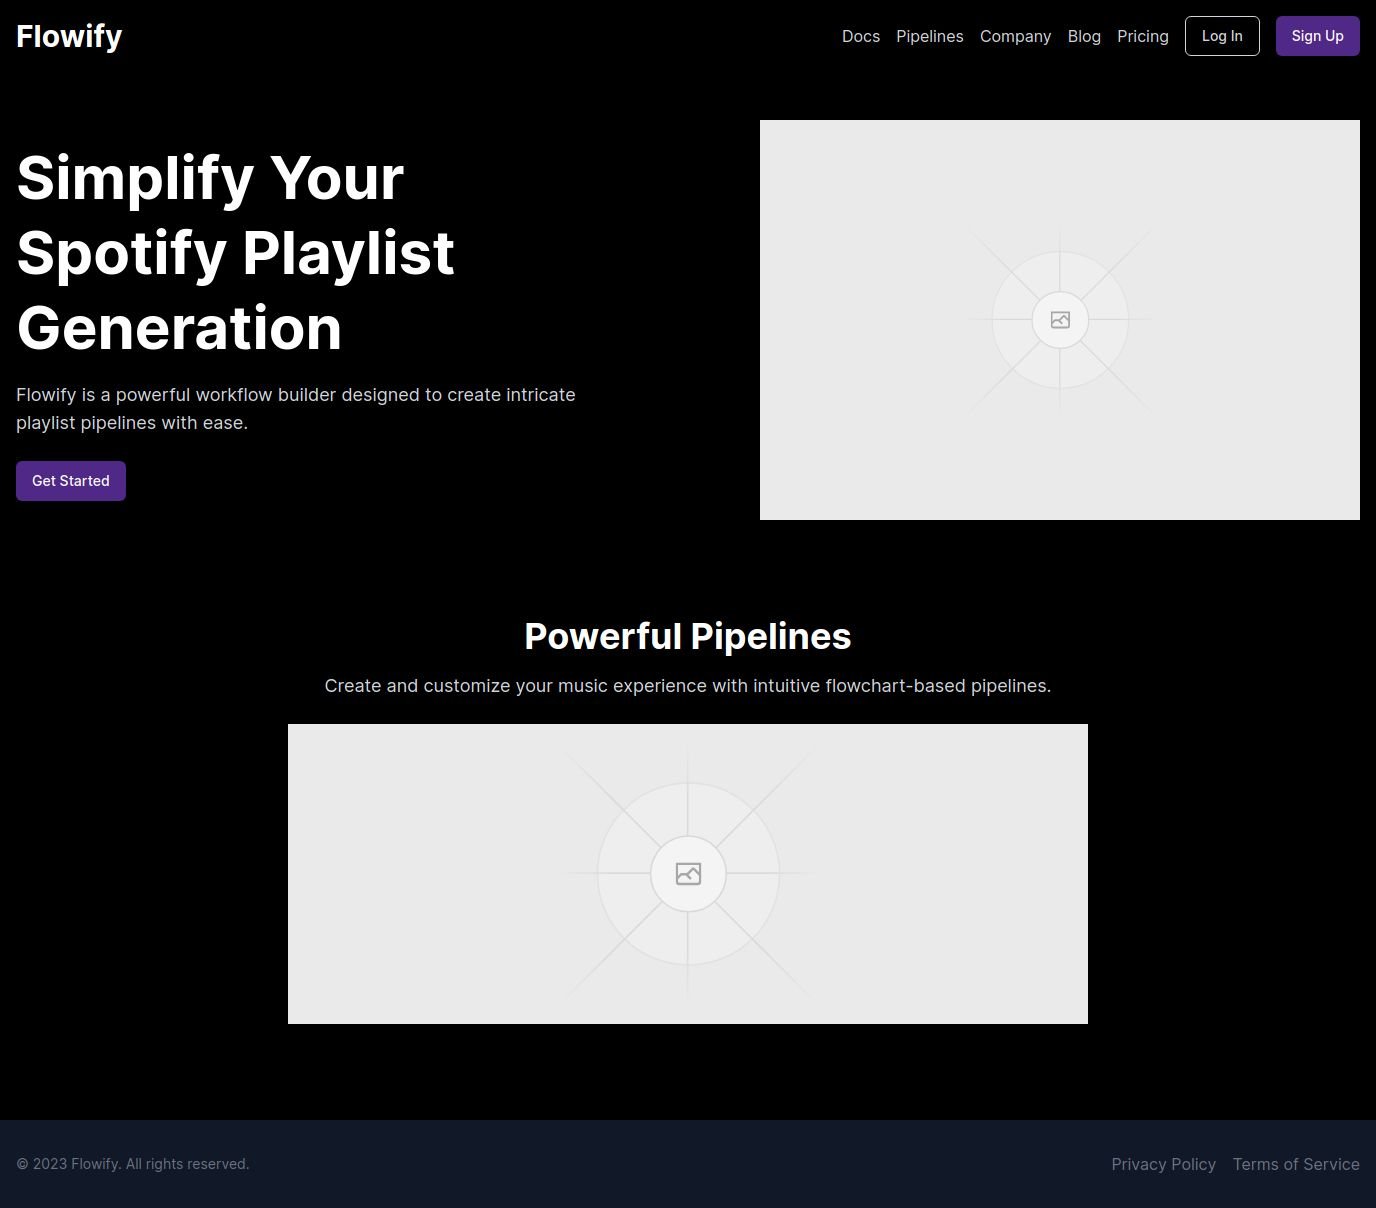 Flowify
Docs Pipelines Company Blog Pricing Log In Sign Up
Simplify Your
Spotify Playlist
Generation
Flowify is a powerful workflow builder designed to create intricate
playlist pipelines with ease.
Get Started
Powerful Pipelines
Create and customize your music experience with intuitive flowchart-based pipelines.
© 2023 Flowify. All rights reserved.
Privacy Policy Terms of Service